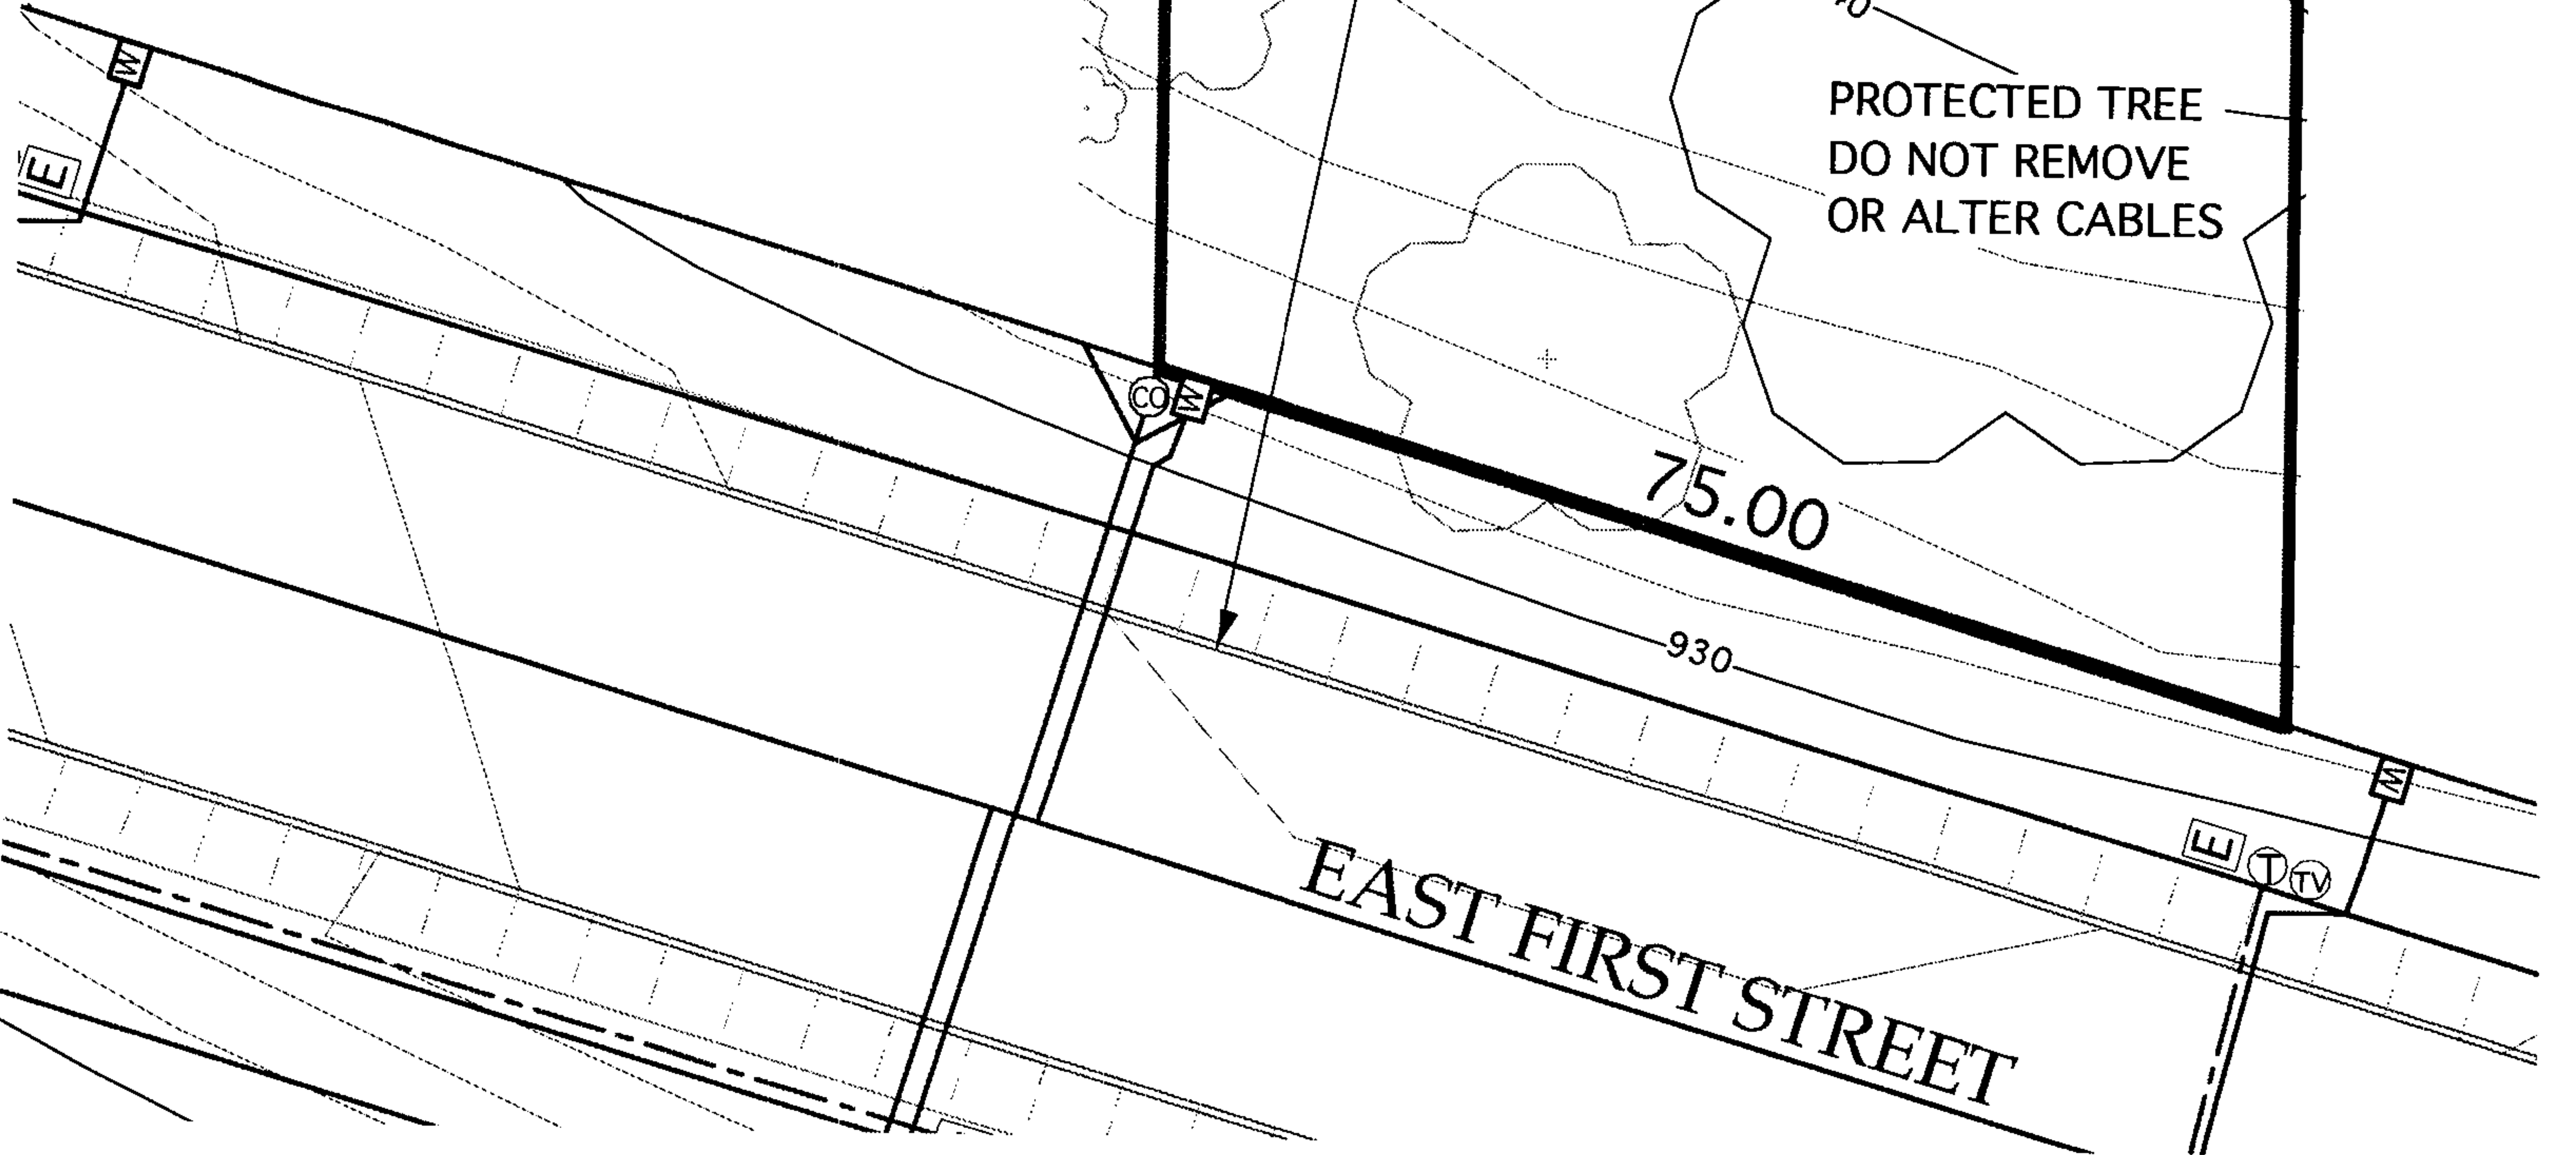 W
E
PROTECTED TREE
DO NOT REMOVE
OR ALTER CABLES
CO
W
75.00
930
W
E
T
TV
EAST FIRST STREET